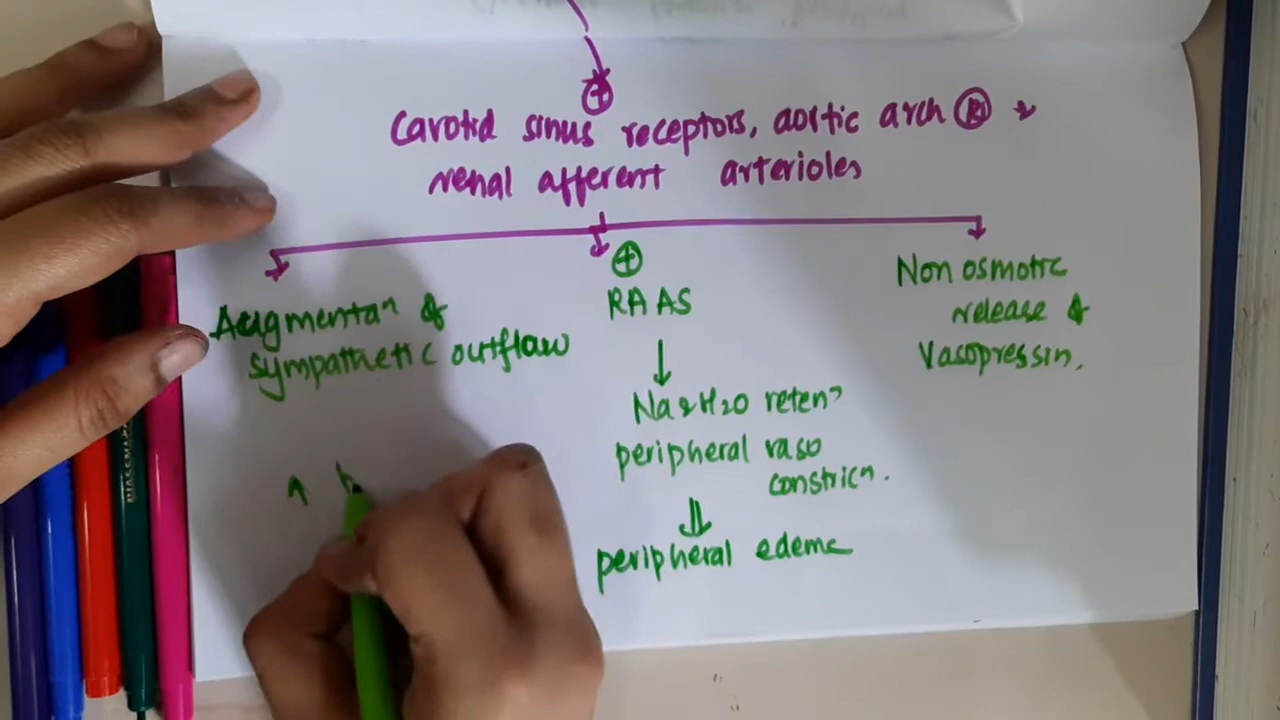 Carotid sinus receptors, aortic arch R &
renal afferent arterioles
+
Augmentan of
sympathetic outflow
+
RAAS
↓
Na & H2O reten>
peripheral vaso
constricn.
⇓
peripheral edema
Non osmotic
release of
vasopressin.
↑